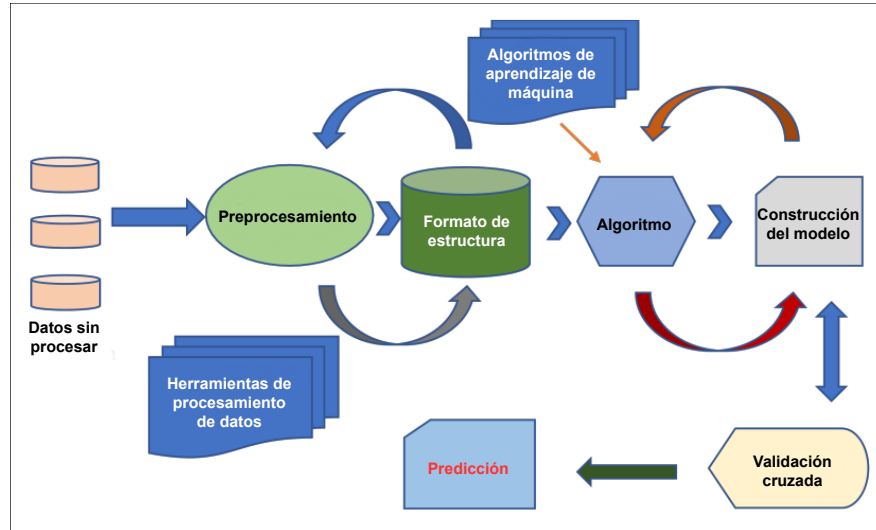 Algoritmos de
aprendizaje de
máquina
Datos sin
procesar
Preprocesamiento
Formato de
estructura
Algoritmo
Construcción
del modelo
Herramientas de
procesamiento
de datos
Predicción
Validación
cruzada